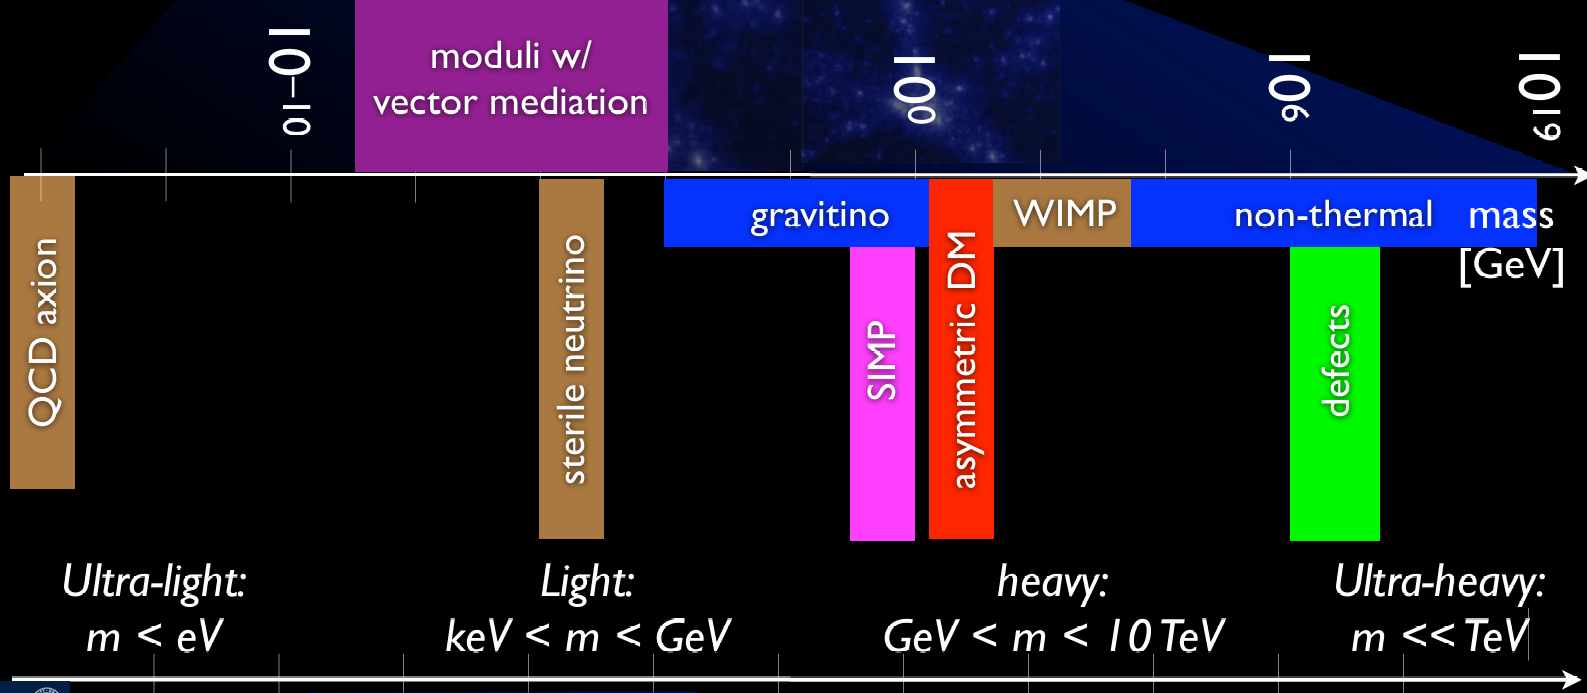 moduli w/
vector mediation
10–10
100
106
1019
gravitino
WIMP
non-thermal
mass
[GeV]
QCD axion
sterile neutrino
SIMP
asymmetric DM
defects
Ultra-light:
m < eV
Light:
keV < m < GeV
heavy:
GeV < m < 10 TeV
Ultra-heavy:
m << TeV